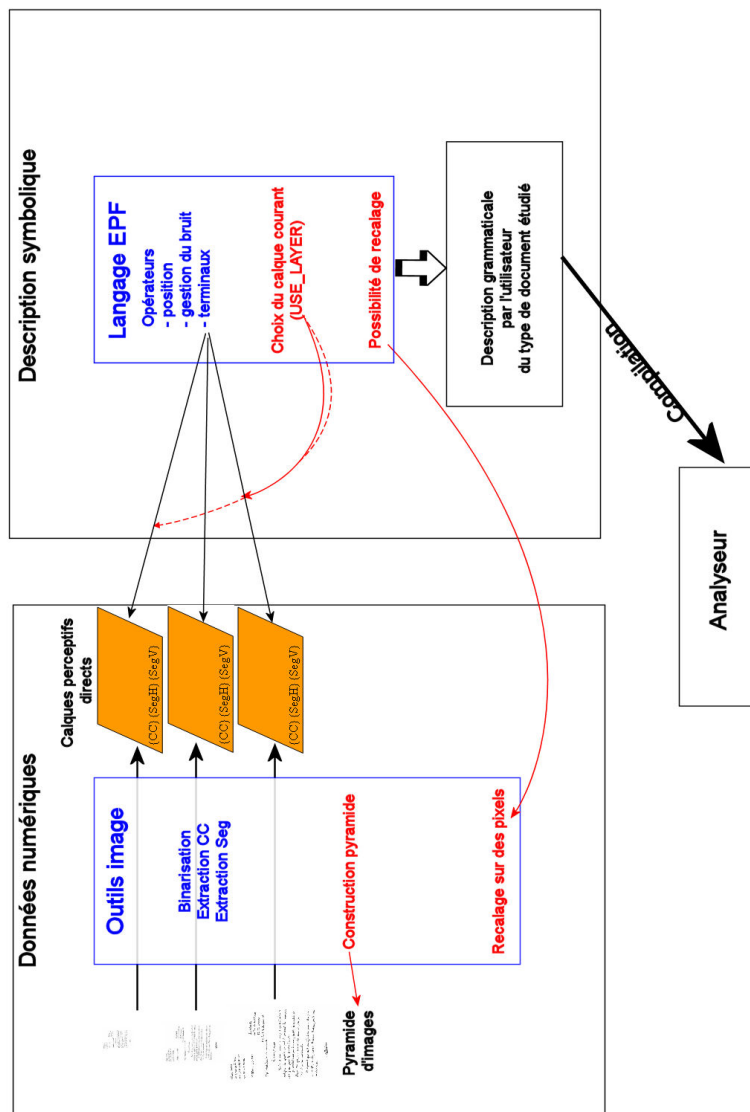 Données numériques
Outils image
Binarisation
Extraction CC
Extraction Seg
Construction pyramide
Recalage sur des pixels
Pyramide
d'images
Calques perceptifs
directs
(CC) (SegH) (SegV)
(CC) (SegH) (SegV)
(CC) (SegH) (SegV)
Description symbolique
Langage EPF
Opérateurs
- position
- gestion du bruit
- terminaux
Choix du calque courant
(USE_LAYER)
Possibilité de recalage
Description grammaticale
par l'utilisateur
du type de document étudié
Compilation
Analyseur